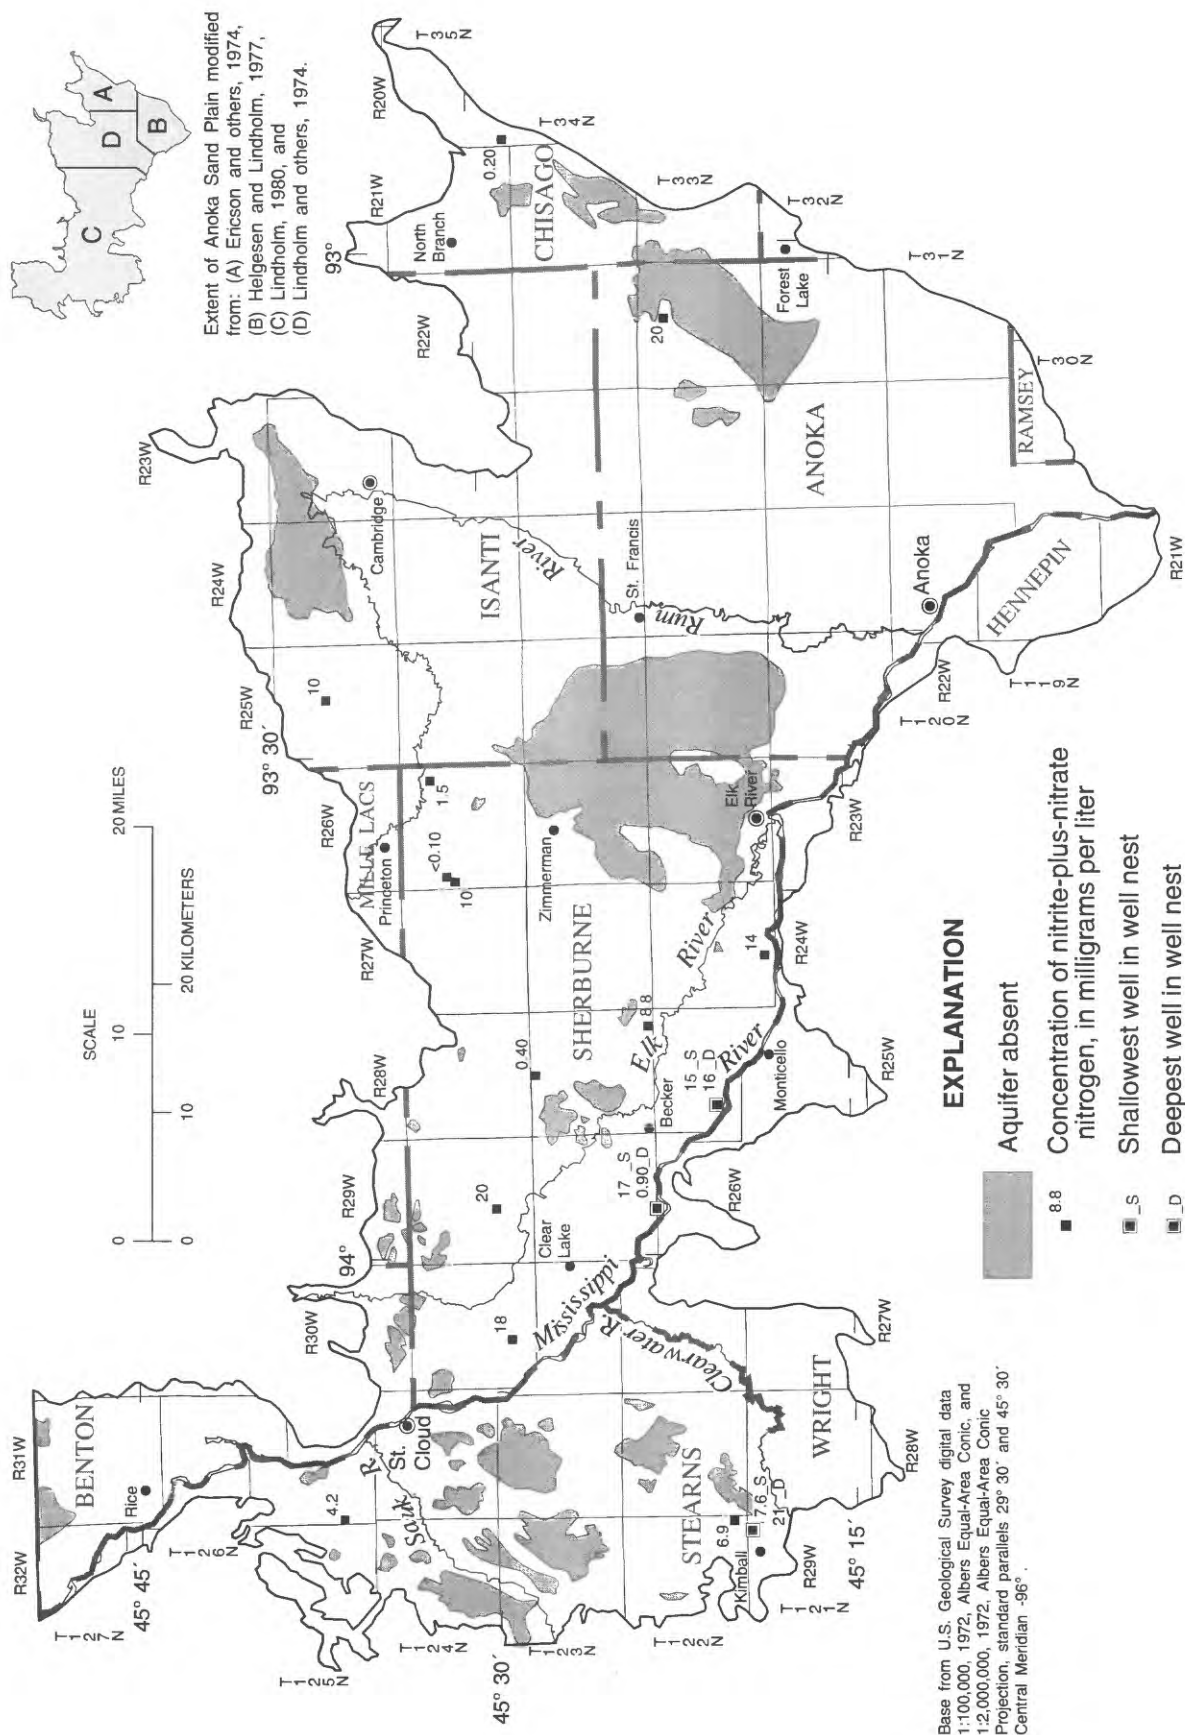 Extent of Anoka Sand Plain modified
from: (A) Ericson and others, 1974,
(B) Helgesen and Lindholm, 1977,
(C) Lindholm, 1980, and
(D) Lindholm and others, 1974.
A
B
C
D
SCALE
0
10
20 MILES
0
10
20 KILOMETERS
R32W
R31W
R30W
R29W
R28W
R27W
R26W
R25W
R24W
R23W
R22W
R21W
R20W
94°
93° 30´
93°
45° 45´
45° 30´
45° 15´
T127N
T126N
T125N
T124N
T123N
T122N
T121N
T120N
T119N
T35N
T34N
T33N
T32N
T31N
T30N
R29W
R28W
R27W
R26W
R25W
R24W
R23W
R22W
R21W
BENTON
Rice
4.2
St.
Cloud
Sauk R.
STEARNS
6.9
7.6_S
21_D
Kimball
WRIGHT
Clearwater R.
Mississippi
River
18
20
Clear
Lake
17_S
0.90_D
Becker
15_S
16_D
Monticello
0.40
8.8
14
SHERBURNE
Elk
River
Zimmerman
Elk
River
MILLE LACS
Princeton
<0.10
10
1.5
10
ISANTI
Cambridge
Rum
River
St. Francis
ANOKA
Anoka
HENNEPIN
RAMSEY
20
Forest
Lake
CHISAGO
North
Branch
0.20
EXPLANATION
Aquifer absent
8.8
Concentration of nitrite-plus-nitrate
nitrogen, in milligrams per liter
_S
Shallowest well in well nest
_D
Deepest well in well nest
Base from U.S. Geological Survey digital data
1:100,000, 1972, Albers Equal-Area Conic, and
1:2,000,000, 1972, Albers Equal-Area Conic
Projection, standard parallels 29° 30´ and 45° 30´
Central Meridian -96° .